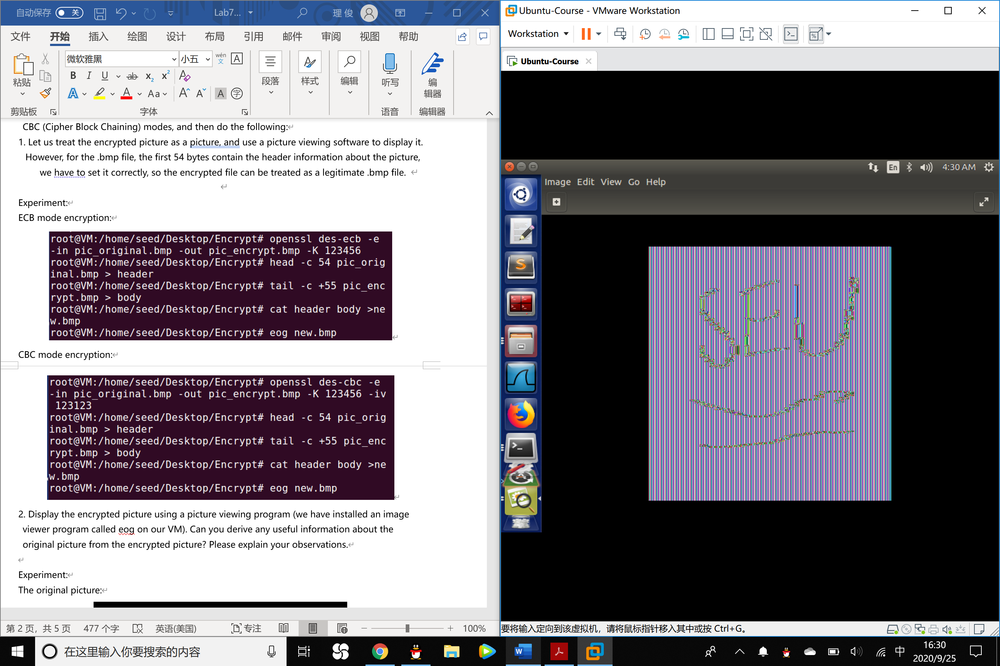 自动保存 关 Lab7... 理 俊
文件 开始 插入 绘图 设计 布局 引用 邮件 审阅 视图 帮助
粘贴
剪贴板
微软雅黑 小五 wén 文 A
B I U ab x₂ x² A
A A Aa A A A 字
字体
段落
样式
编辑
听写
语音
编
辑器
编辑器
CBC (Cipher Block Chaining) modes, and then do the following:
1. Let us treat the encrypted picture as a picture, and use a picture viewing software to display it.
However, for the .bmp file, the first 54 bytes contain the header information about the picture,
we have to set it correctly, so the encrypted file can be treated as a legitimate .bmp file.
Experiment:
ECB mode encryption:
root@VM:/home/seed/Desktop/Encrypt# openssl des-ecb -e
-in pic_original.bmp -out pic_encrypt.bmp -K 123456
root@VM:/home/seed/Desktop/Encrypt# head -c 54 pic_orig
inal.bmp > header
root@VM:/home/seed/Desktop/Encrypt# tail -c +55 pic_enc
rypt.bmp > body
root@VM:/home/seed/Desktop/Encrypt# cat header body >ne
w.bmp
root@VM:/home/seed/Desktop/Encrypt# eog new.bmp
CBC mode encryption:
root@VM:/home/seed/Desktop/Encrypt# openssl des-cbc -e
-in pic_original.bmp -out pic_encrypt.bmp -K 123456 -iv
123123
root@VM:/home/seed/Desktop/Encrypt# head -c 54 pic_orig
inal.bmp > header
root@VM:/home/seed/Desktop/Encrypt# tail -c +55 pic_enc
rypt.bmp > body
root@VM:/home/seed/Desktop/Encrypt# cat header body >ne
w.bmp
root@VM:/home/seed/Desktop/Encrypt# eog new.bmp
2. Display the encrypted picture using a picture viewing program (we have installed an image
viewer program called eog on our VM). Can you derive any useful information about the
original picture from the encrypted picture? Please explain your observations.
Experiment:
The original picture:
第 2 页，共 5 页 477 个字 英语(美国) 专注 100%
Ubuntu-Course - VMware Workstation
Workstation
Ubuntu-Course
En 4:30 AM
Image Edit View Go Help
SEU
要将输入定向到该虚拟机，请将鼠标指针移入其中或按 Ctrl+G。
在这里输入你要搜索的内容
中 16:30
2020/9/25